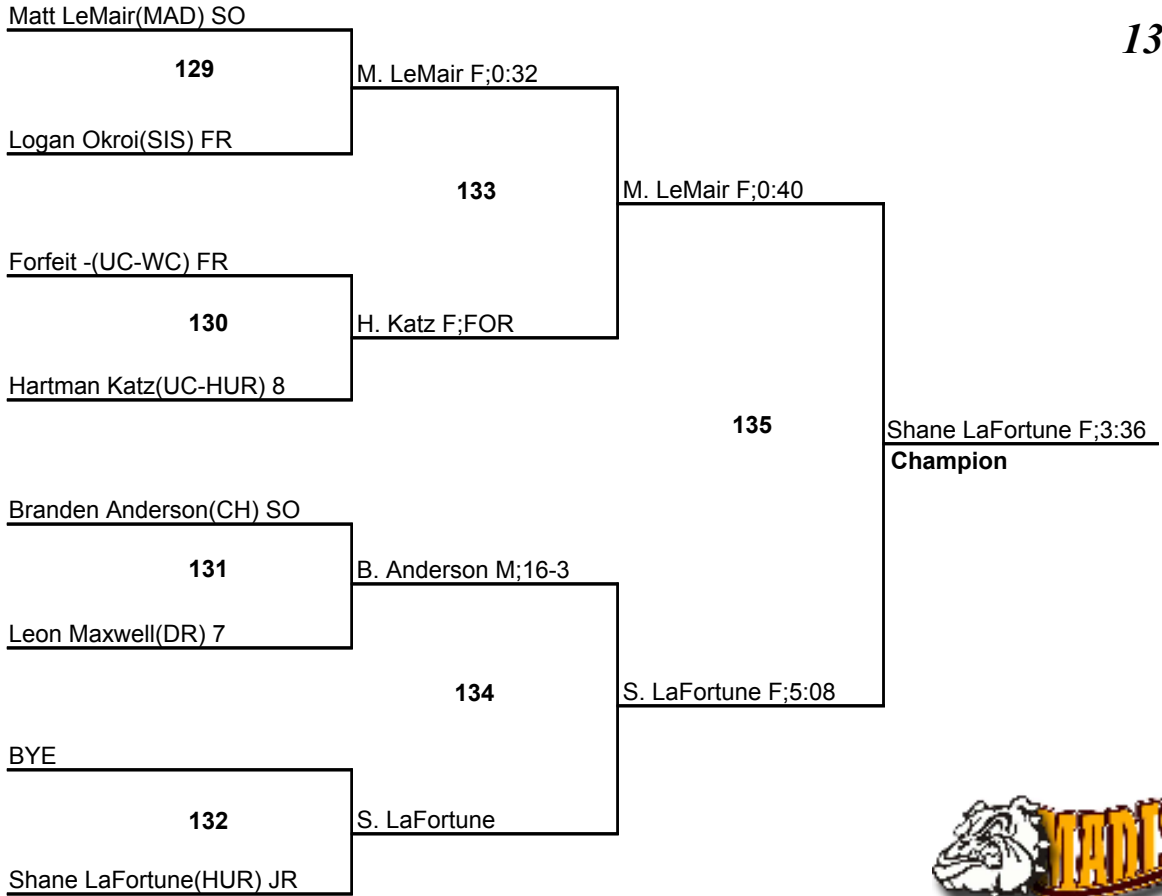 Matt LeMair(MAD) SO
13
129
M. LeMair F;0:32
Logan Okroi(SIS) FR
133
M. LeMair F;0:40
Forfeit -(UC-WC) FR
130
H. Katz F;FOR
Hartman Katz(UC-HUR) 8
135
Shane LaFortune F;3:36
Champion
Branden Anderson(CH) SO
131
B. Anderson M;16-3
Leon Maxwell(DR) 7
134
S. LaFortune F;5:08
BYE
132
S. LaFortune
Shane LaFortune(HUR) JR